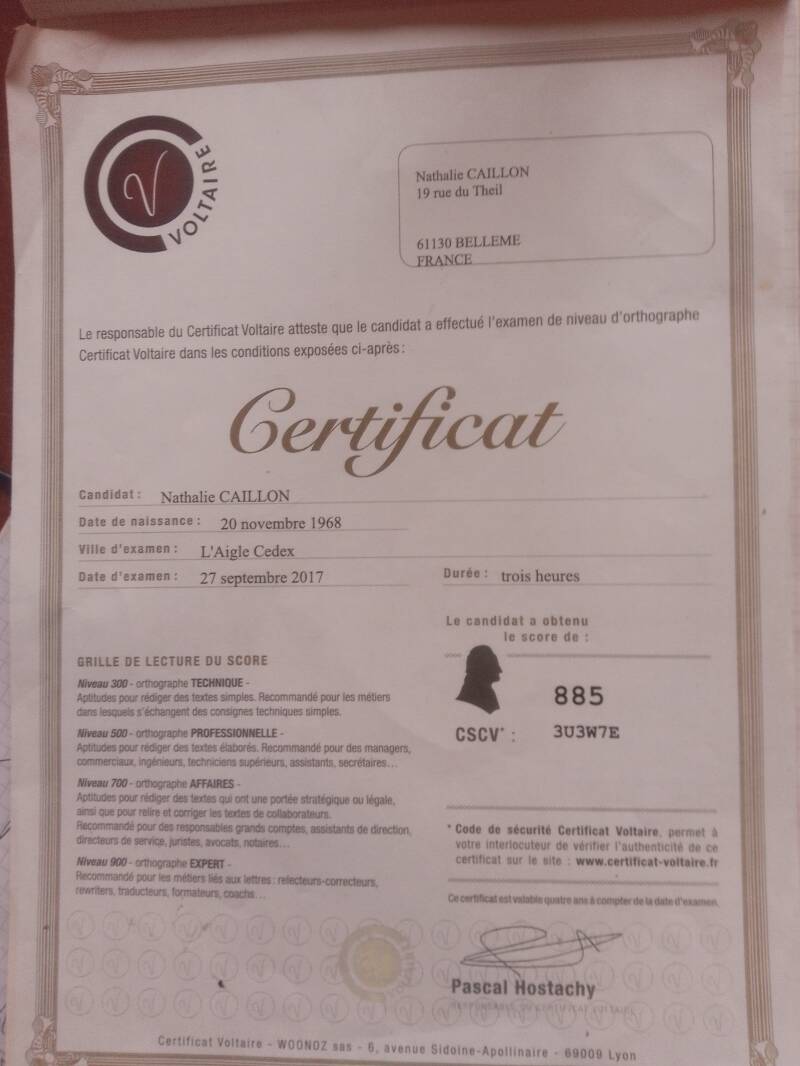 VOLTAIRE
Nathalie CAILLON
19 rue du Theil
61130 BELLEME
FRANCE
Le responsable du Certificat Voltaire atteste que le candidat a effectué l'examen de niveau d'orthographe
Certificat Voltaire dans les conditions exposées ci-après :
Certificat
Candidat : Nathalie CAILLON
Date de naissance : 20 novembre 1968
Ville d'examen : L'Aigle Cedex
Date d'examen : 27 septembre 2017
Durée : trois heures
GRILLE DE LECTURE DU SCORE
Niveau 300 - orthographe TECHNIQUE -
Aptitudes pour rédiger des textes simples. Recommandé pour les métiers
dans lesquels s'échangent des consignes techniques simples.
Niveau 500 - orthographe PROFESSIONNELLE -
Aptitudes pour rédiger des textes élaborés. Recommandé pour des managers,
commerciaux, ingénieurs, techniciens supérieurs, assistants, secrétaires...
Niveau 700 - orthographe AFFAIRES -
Aptitudes pour rédiger des textes qui ont une portée stratégique ou légale,
ainsi que pour relire et corriger les textes de collaborateurs.
Recommandé pour des responsables grands comptes, assistants de direction,
directeurs de service, juristes, avocats, notaires...
Niveau 900 - orthographe EXPERT -
Recommandé pour les métiers liés aux lettres : relecteurs-correcteurs,
rewriters, traducteurs, formateurs, coachs...
Le candidat a obtenu
le score de :
885
CSCV* : 3U3W7E
* Code de sécurité Certificat Voltaire, permet à
votre interlocuteur de vérifier l'authenticité de ce
certificat sur le site : www.certificat-voltaire.fr
Ce certificat est valable quatre ans à compter de la date d'examen.
Pascal Hostachy
RESPONSABLE DU CERTIFICAT VOLTAIRE
Certificat Voltaire - WOONOZ sas - 6, avenue Sidoine-Apollinaire - 69009 Lyon